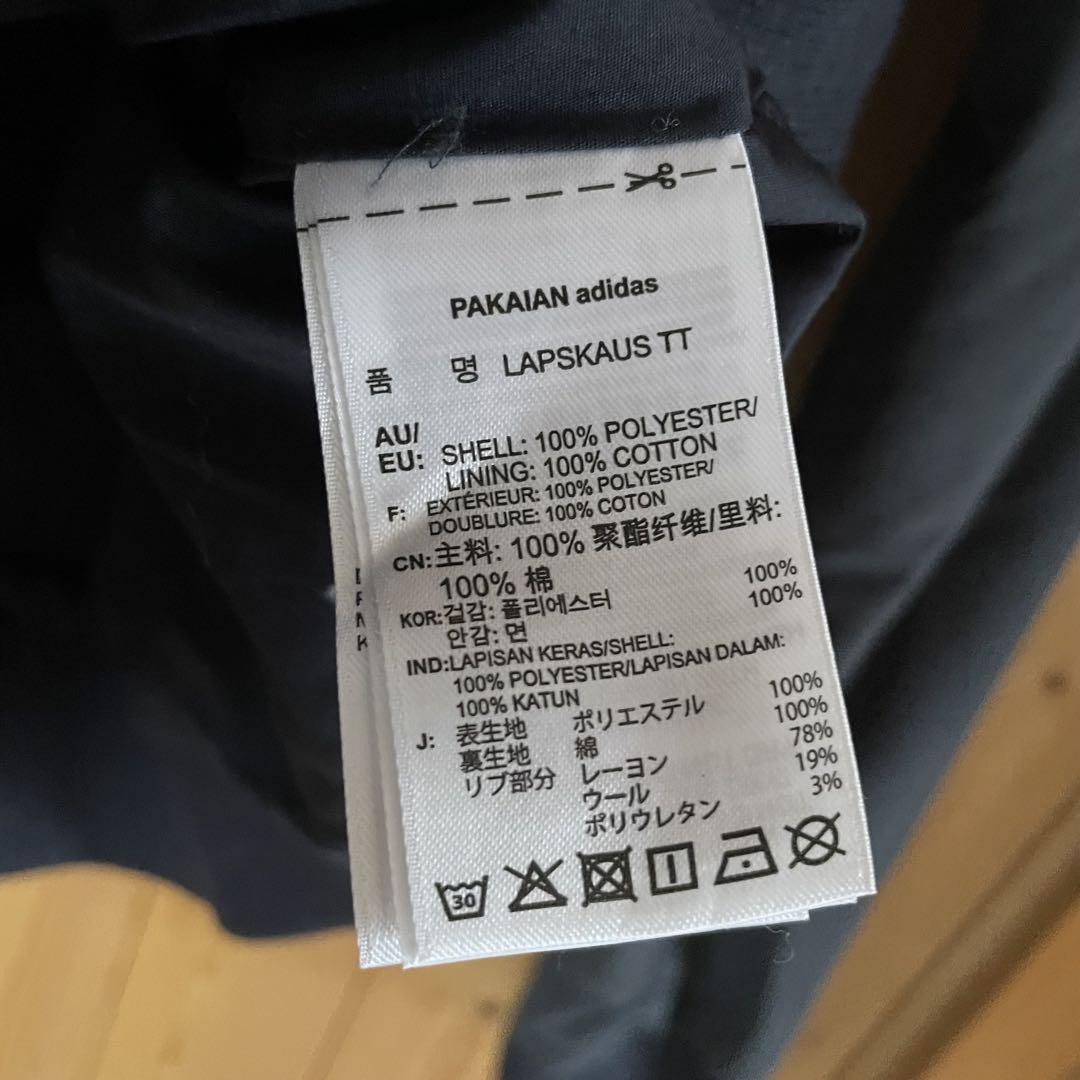 PAKAIAN adidas
품 명 LAPSKAUS TT
AU/
EU: SHELL: 100% POLYESTER/
LINING: 100% COTTON
F: EXTÉRIEUR: 100% POLYESTER/
DOUBLURE: 100% COTON
CN:主料: 100% 聚酯纤维/里料:
100% 棉
KOR:겉감: 폴리에스터 100%
안감: 면 100%
IND:LAPISAN KERAS/SHELL:
100% POLYESTER/LAPISAN DALAM:
100% KATUN
J: 表生地 ポリエステル 100%
裏生地 綿 100%
リブ部分 レーヨン 78%
ウール 19%
ポリウレタン 3%
30